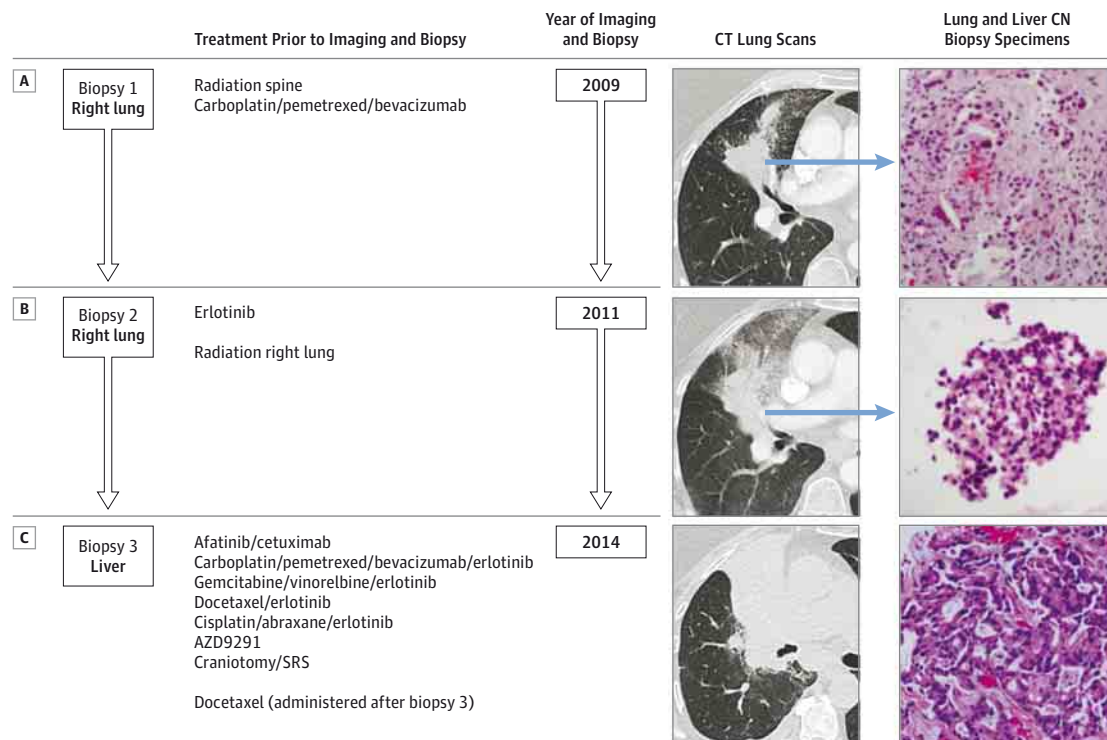 Treatment Prior to Imaging and Biopsy
Year of Imaging
and Biopsy
CT Lung Scans
Lung and Liver CN
Biopsy Specimens
A
Biopsy 1
Right lung
Radiation spine
Carboplatin/pemetrexed/bevacizumab
2009
B
Biopsy 2
Right lung
Erlotinib
Radiation right lung
2011
C
Biopsy 3
Liver
Afatinib/cetuximab
Carboplatin/pemetrexed/bevacizumab/erlotinib
Gemcitabine/vinorelbine/erlotinib
Docetaxel/erlotinib
Cisplatin/abraxane/erlotinib
AZD9291
Craniotomy/SRS
Docetaxel (administered after biopsy 3)
2014